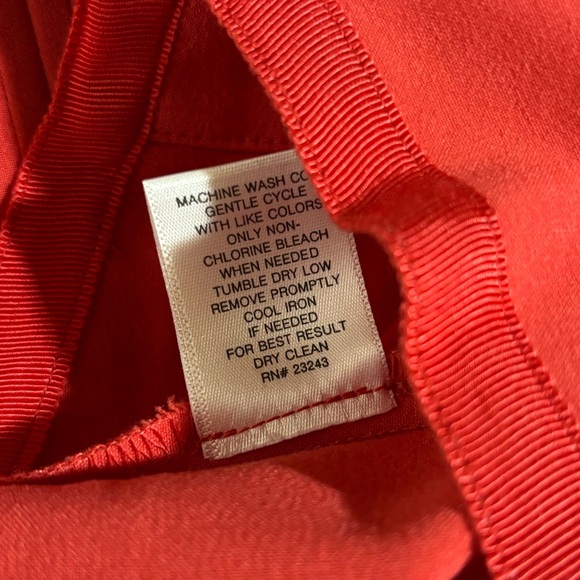 MACHINE WASH CO
GENTLE CYCLE
WITH LIKE COLORS
ONLY NON-
CHLORINE BLEACH
WHEN NEEDED
TUMBLE DRY LOW
REMOVE PROMPTLY
COOL IRON
IF NEEDED
FOR BEST RESULT
DRY CLEAN
RN# 23243